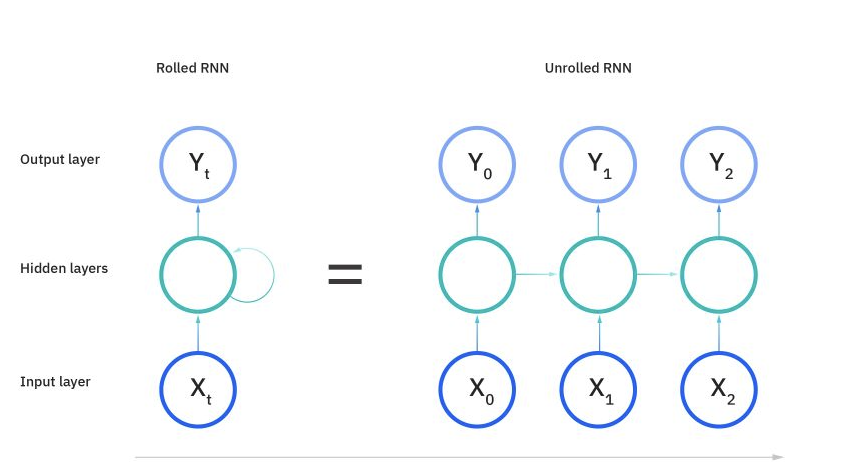 Rolled RNN
Unrolled RNN
Output layer
Yt
Y0
Y1
Y2
Hidden layers
=
Input layer
Xt
X0
X1
X2